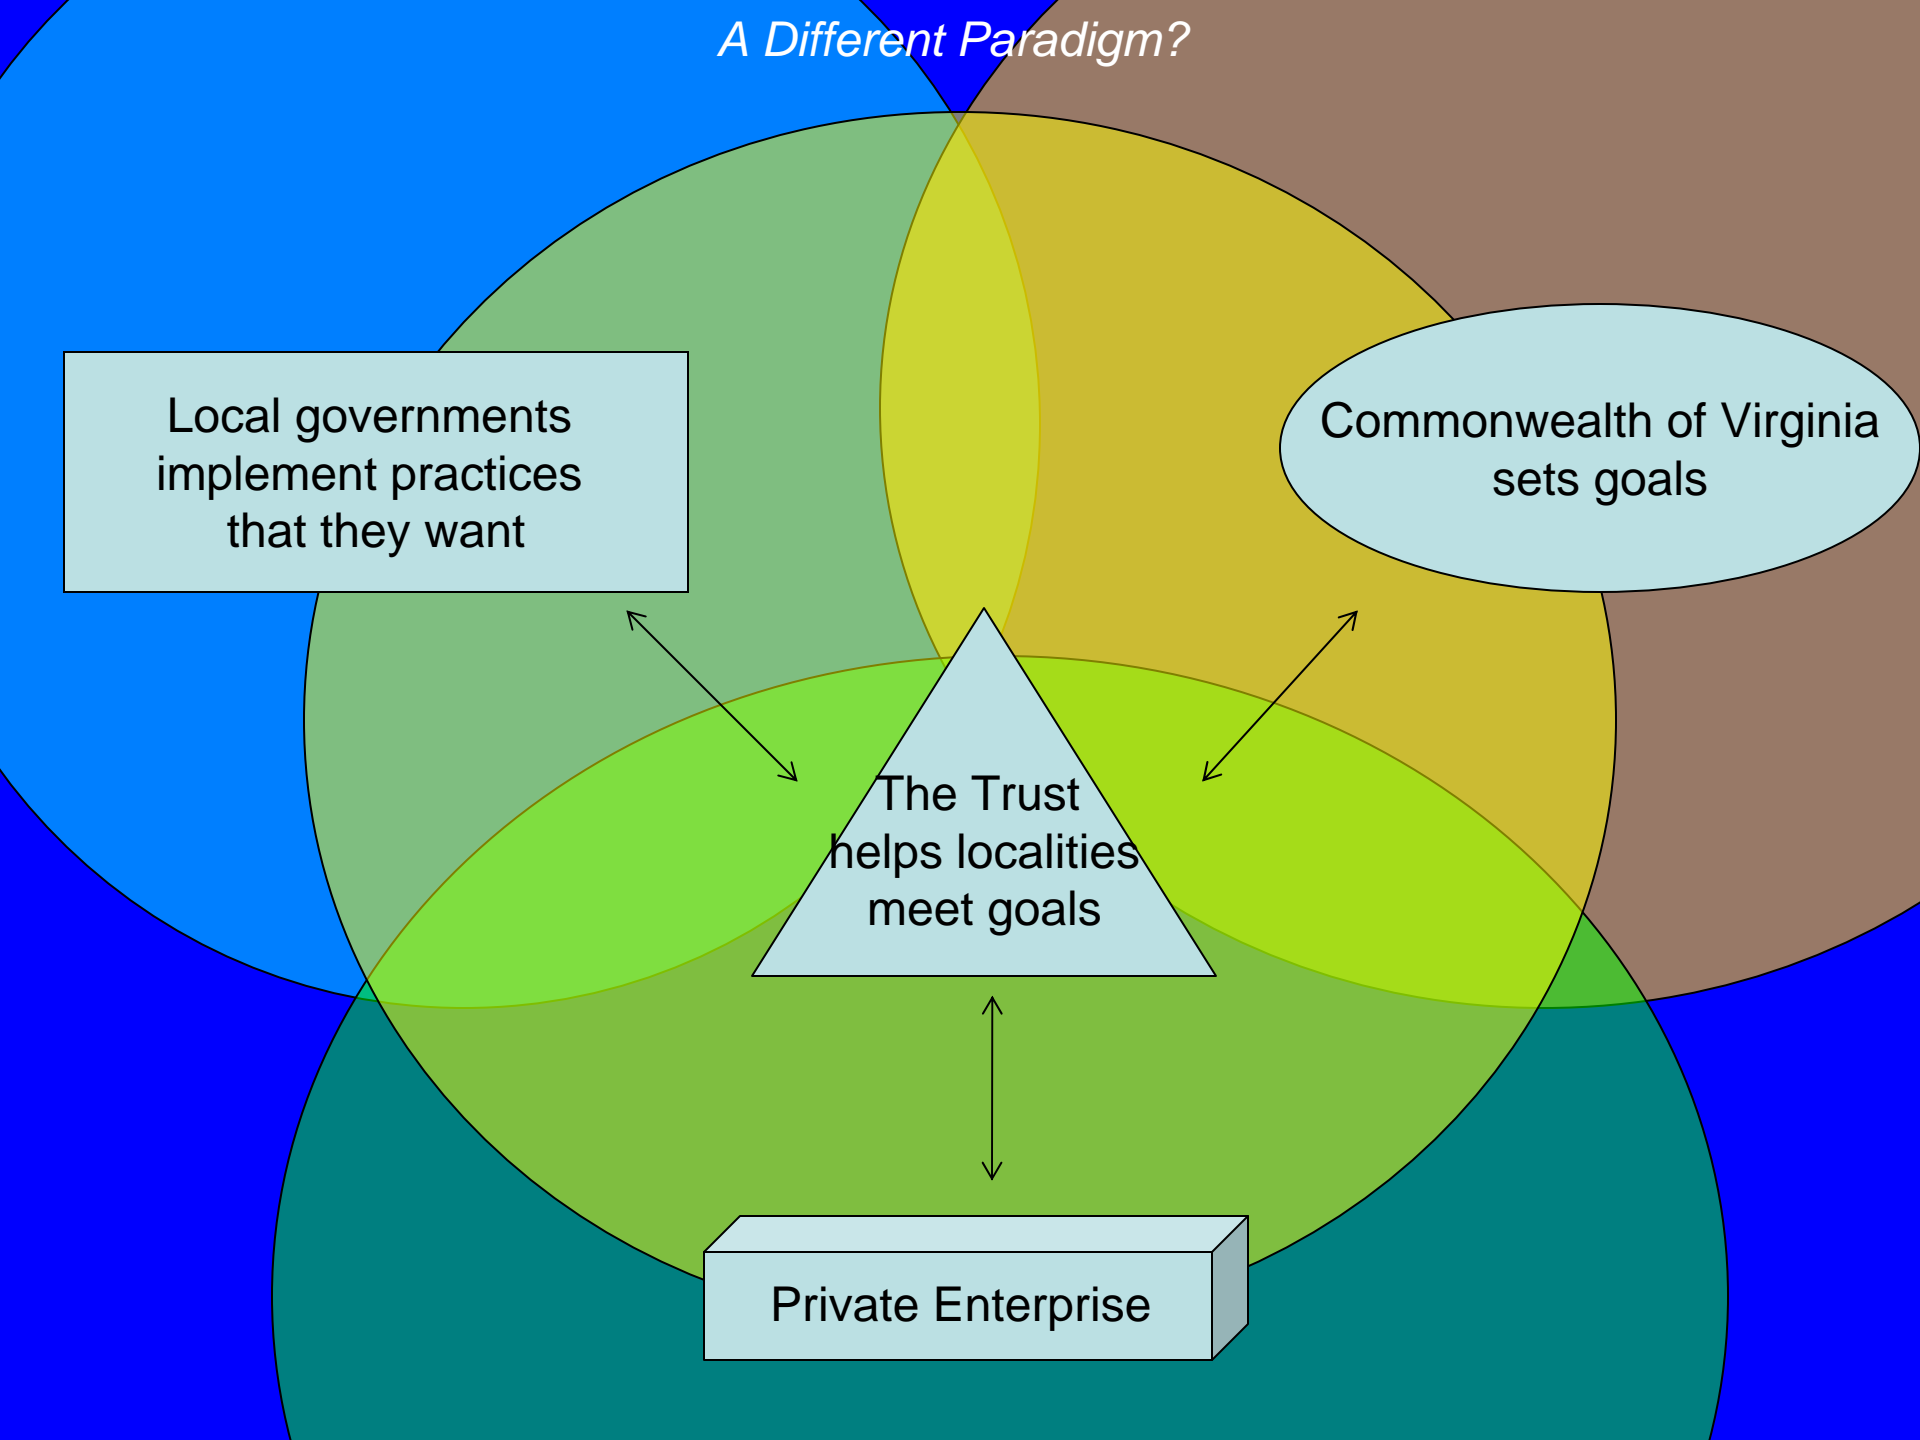 A Different Paradigm?
Local governments
implement practices
that they want
Commonwealth of Virginia
sets goals
The Trust
helps localities
meet goals
Private Enterprise